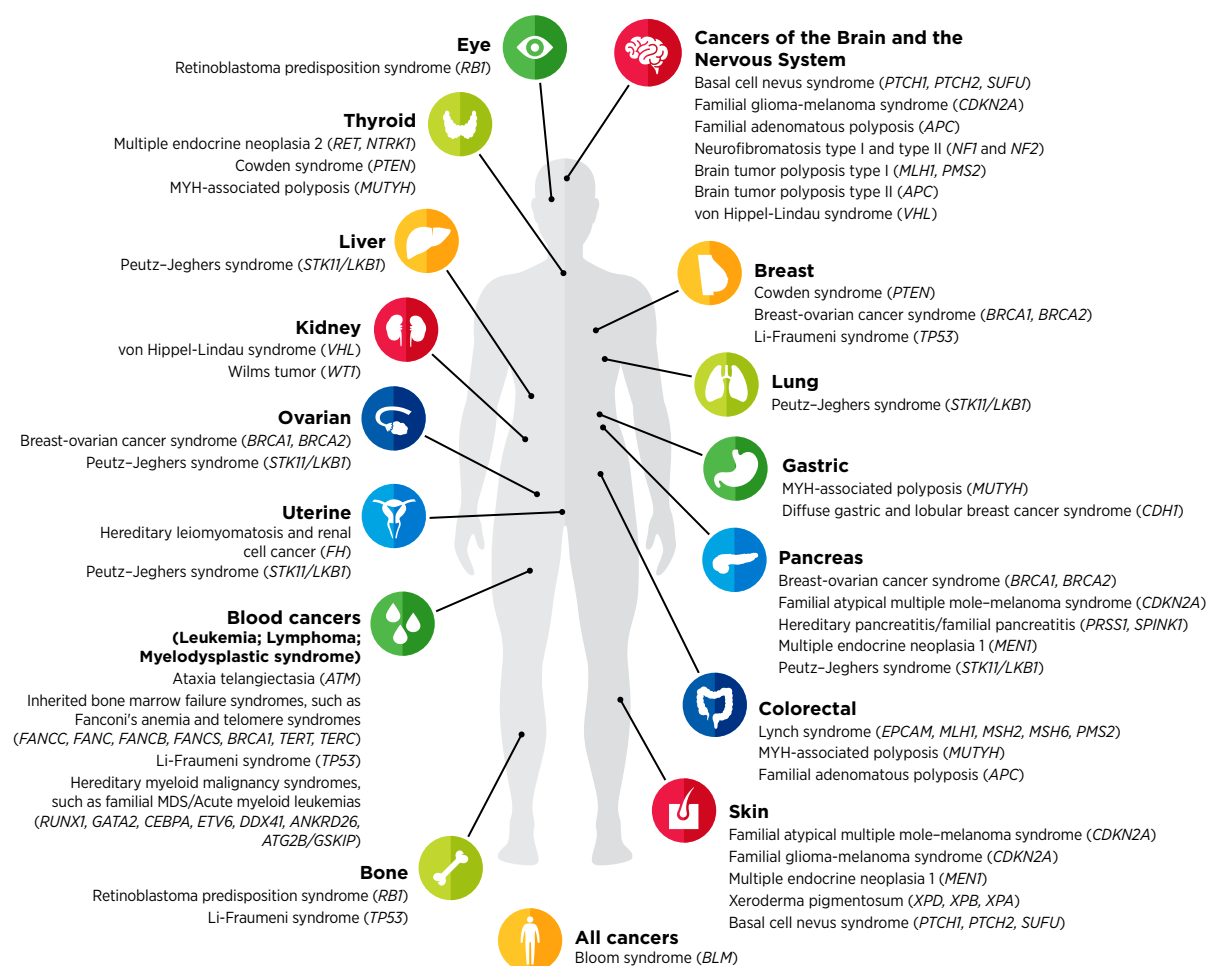 Eye
Retinoblastoma predisposition syndrome (RB1)
Thyroid
Multiple endocrine neoplasia 2 (RET, NTRK1)
Cowden syndrome (PTEN)
MYH-associated polyposis (MUTYH)
Liver
Peutz–Jeghers syndrome (STK11/LKB1)
Kidney
von Hippel-Lindau syndrome (VHL)
Wilms tumor (WT1)
Ovarian
Breast-ovarian cancer syndrome (BRCA1, BRCA2)
Peutz–Jeghers syndrome (STK11/LKB1)
Uterine
Hereditary leiomyomatosis and renal
cell cancer (FH)
Peutz–Jeghers syndrome (STK11/LKB1)
Blood cancers
(Leukemia; Lymphoma;
Myelodysplastic syndrome)
Ataxia telangiectasia (ATM)
Inherited bone marrow failure syndromes, such as
Fanconi's anemia and telomere syndromes
(FANCC, FANC, FANCB, FANCS, BRCA1, TERT, TERC)
Li-Fraumeni syndrome (TP53)
Hereditary myeloid malignancy syndromes,
such as familial MDS/Acute myeloid leukemias
(RUNX1, GATA2, CEBPA, ETV6, DDX41, ANKRD26,
ATG2B/GSKIP)
Bone
Retinoblastoma predisposition syndrome (RB1)
Li-Fraumeni syndrome (TP53)
Cancers of the Brain and the
Nervous System
Basal cell nevus syndrome (PTCH1, PTCH2, SUFU)
Familial glioma-melanoma syndrome (CDKN2A)
Familial adenomatous polyposis (APC)
Neurofibromatosis type I and type II (NF1 and NF2)
Brain tumor polyposis type I (MLH1, PMS2)
Brain tumor polyposis type II (APC)
von Hippel-Lindau syndrome (VHL)
Breast
Cowden syndrome (PTEN)
Breast-ovarian cancer syndrome (BRCA1, BRCA2)
Li-Fraumeni syndrome (TP53)
Lung
Peutz–Jeghers syndrome (STK11/LKB1)
Gastric
MYH-associated polyposis (MUTYH)
Diffuse gastric and lobular breast cancer syndrome (CDH1)
Pancreas
Breast-ovarian cancer syndrome (BRCA1, BRCA2)
Familial atypical multiple mole–melanoma syndrome (CDKN2A)
Hereditary pancreatitis/familial pancreatitis (PRSS1, SPINK1)
Multiple endocrine neoplasia 1 (MEN1)
Peutz–Jeghers syndrome (STK11/LKB1)
Colorectal
Lynch syndrome (EPCAM, MLH1, MSH2, MSH6, PMS2)
MYH-associated polyposis (MUTYH)
Familial adenomatous polyposis (APC)
Skin
Familial atypical multiple mole–melanoma syndrome (CDKN2A)
Familial glioma-melanoma syndrome (CDKN2A)
Multiple endocrine neoplasia 1 (MEN1)
Xeroderma pigmentosum (XPD, XPB, XPA)
Basal cell nevus syndrome (PTCH1, PTCH2, SUFU)
All cancers
Bloom syndrome (BLM)